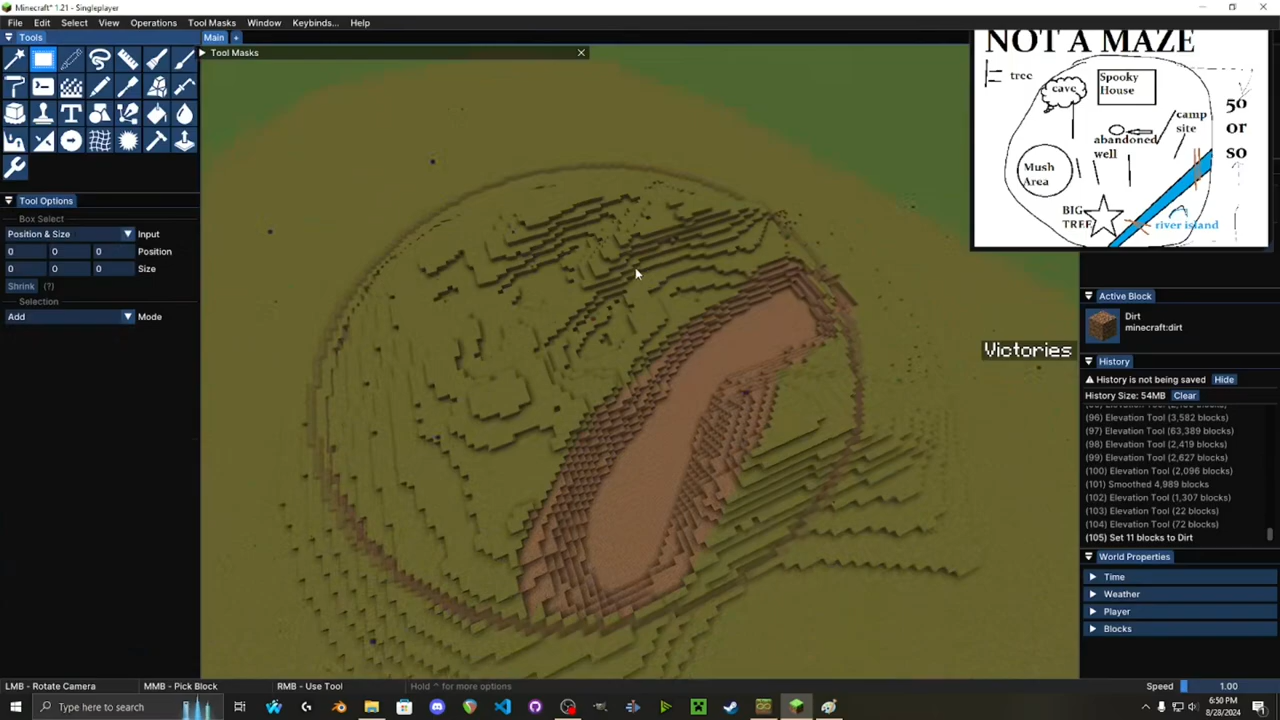 Minecraft* 1.21 - Singleplayer
File Edit Select View Operations Tool Masks Window Keybinds... Help
Tools
Main +
Tool Masks
Tool Options
Box Select
Position & Size Input
0 0 0 Position
0 0 0 Size
Shrink (?)
Selection
Add Mode
NOT A MAZE
tree
cave
Spooky
House
50
or
so
camp
site
abandoned
well
Mush
Area
BIG
TREE
river island
Active Block
Dirt
minecraft:dirt
Victories
History
History is not being saved Hide
History Size: 54MB Clear
(96) Elevation Tool (3,582 blocks)
(97) Elevation Tool (63,389 blocks)
(98) Elevation Tool (2,419 blocks)
(99) Elevation Tool (2,627 blocks)
(100) Elevation Tool (2,096 blocks)
(101) Smoothed 4,989 blocks
(102) Elevation Tool (1,307 blocks)
(103) Elevation Tool (22 blocks)
(104) Elevation Tool (72 blocks)
(105) Set 11 blocks to Dirt
World Properties
Time
Weather
Player
Blocks
LMB - Rotate Camera MMB - Pick Block RMB - Use Tool Hold ^ for more options Speed 1.00
Type here to search
6:50 PM
8/28/2024